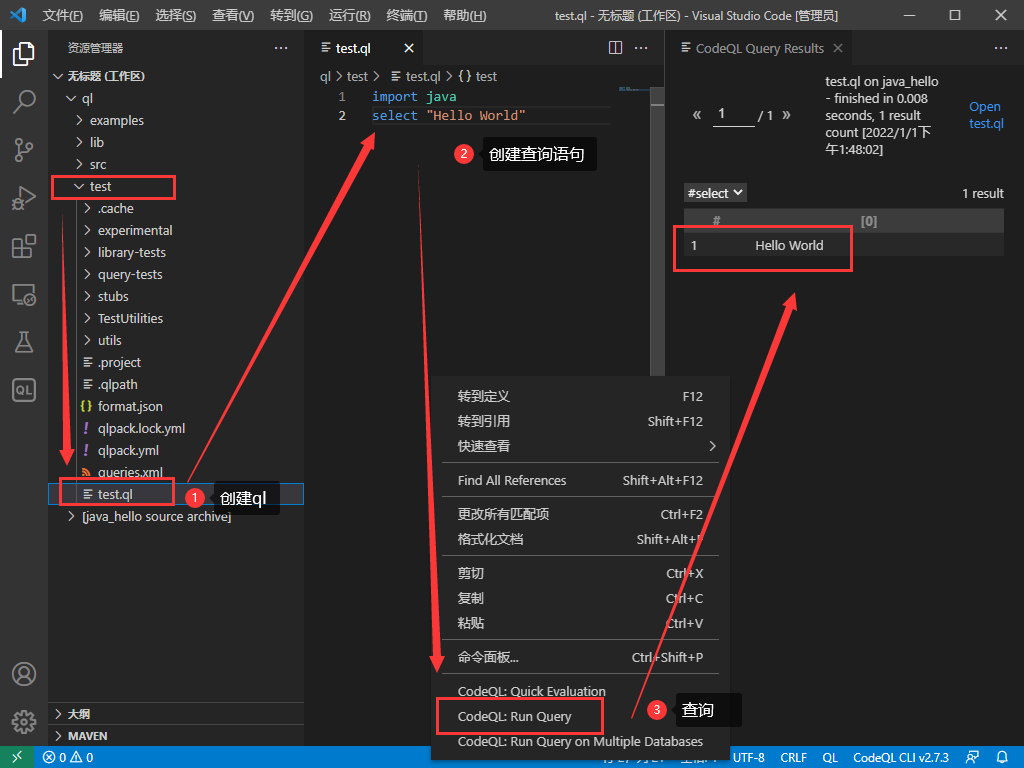 文件(F) 编辑(E) 选择(S) 查看(V) 转到(G) 运行(R) 终端(T) 帮助(H) test.ql - 无标题 (工作区) - Visual Studio Code [管理员]
资源管理器
无标题 (工作区)
ql
examples
lib
src
test
.cache
experimental
library-tests
query-tests
stubs
TestUtilities
utils
.project
.qlpath
format.json
qlpack.lock.yml
qlpack.yml
queries.xml
test.ql
[java_hello source archive]
1 创建ql
大纲
MAVEN
QL
test.ql
ql > test > test.ql > {} test
1 import java
2 select "Hello World"
2 创建查询语句
转到定义 F12
转到引用 Shift+F12
快速查看
Find All References Shift+Alt+F12
更改所有匹配项 Ctrl+F2
格式化文档 Shift+Alt+F
剪切 Ctrl+X
复制 Ctrl+C
粘贴 Ctrl+V
命令面板... Ctrl+Shift+P
CodeQL: Quick Evaluation
CodeQL: Run Query
CodeQL: Run Query on Multiple Databases
3 查询
CodeQL Query Results
« 1 / 1 »
test.ql on java_hello
- finished in 0.008
seconds, 1 result
count [2022/1/1下
午1:48:02]
Open
test.ql
#select 1 result
# [0]
1 Hello World
0 0 UTF-8 CRLF QL CodeQL CLI v2.7.3